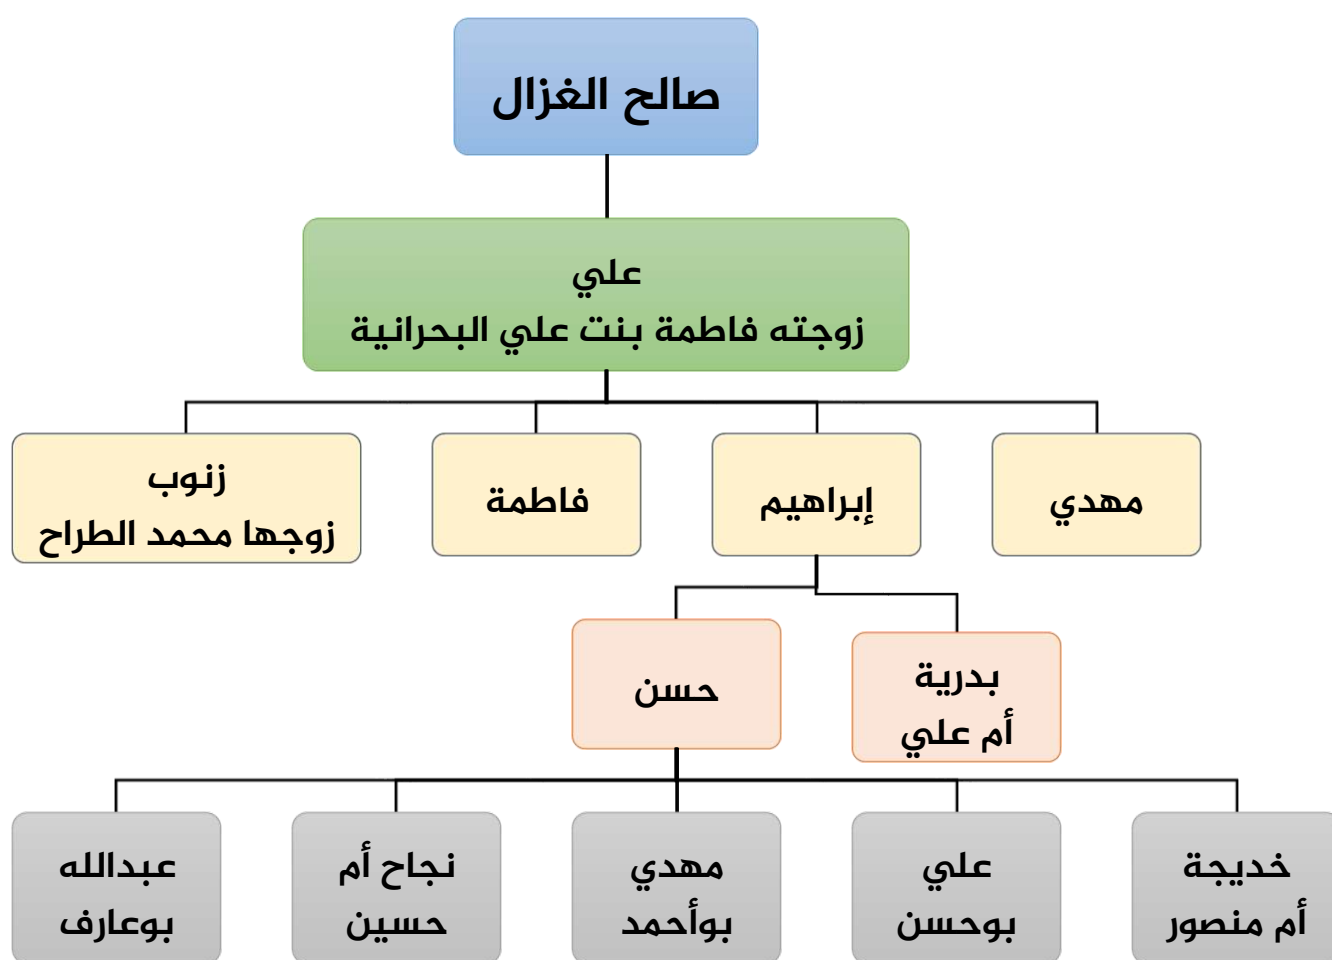 صالح الغزال
علي
زوجته فاطمة بنت علي البحرانية
مهدي
إبراهيم
فاطمة
زنوب
زوجها محمد الطراح
بدرية
أم علي
حسن
خديجة
أم منصور
علي
بوحسن
مهدي
بوأحمد
نجاح أم
حسين
عبدالله
بوعارف